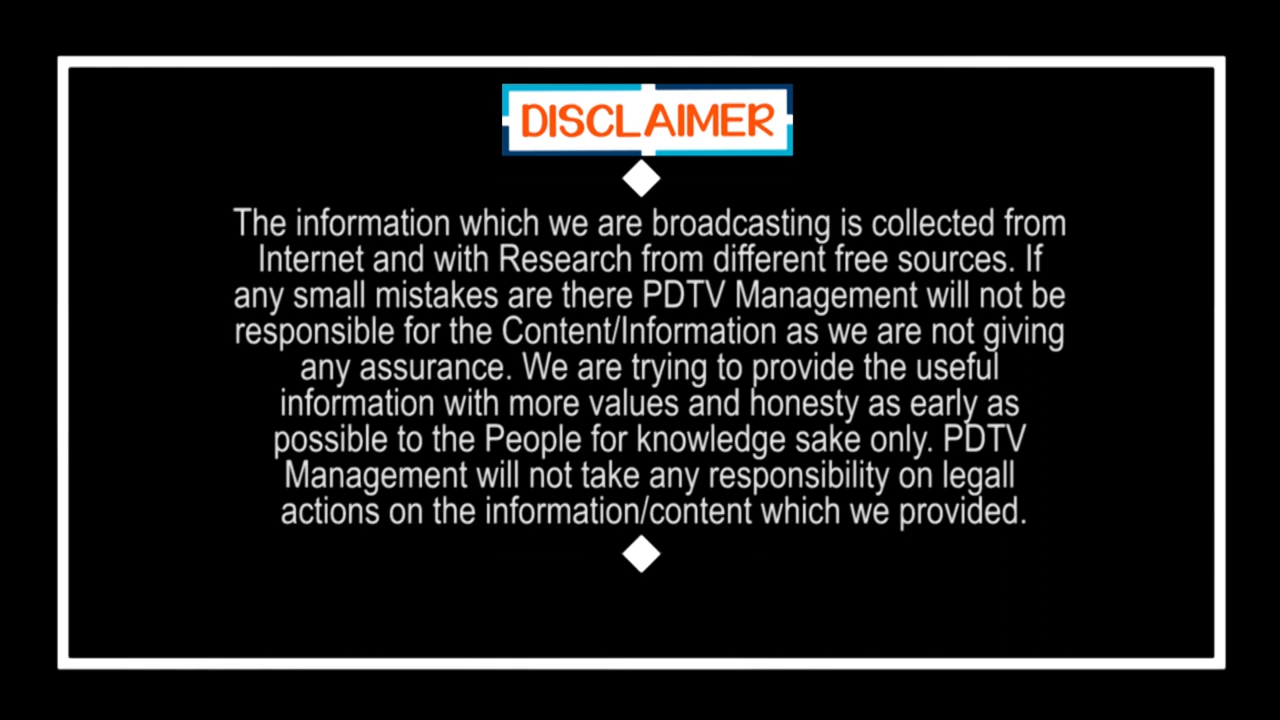 DISCLAIMER
The information which we are broadcasting is collected from
Internet and with Research from different free sources. If
any small mistakes are there PDTV Management will not be
responsible for the Content/Information as we are not giving
any assurance. We are trying to provide the useful
information with more values and honesty as early as
possible to the People for knowledge sake only. PDTV
Management will not take any responsibility on legall
actions on the information/content which we provided.